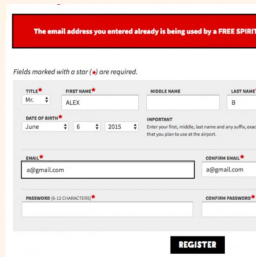 The email address you entered already is being used by a FREE SPIRIT
Fields marked with a star (★) are required.
TITLE★ FIRST NAME★ MIDDLE NAME LAST NAME★
Mr. ALEX B
DATE OF BIRTH★ IMPORTANT
June 6 2015 Enter your first, middle, last name and any suffix, exac
that you plan to use at the airport.
EMAIL★ CONFIRM EMAIL★
a@gmail.com a@gmail.com
PASSWORD (6-12 CHARACTERS)★ CONFIRM PASSWORD★
REGISTER